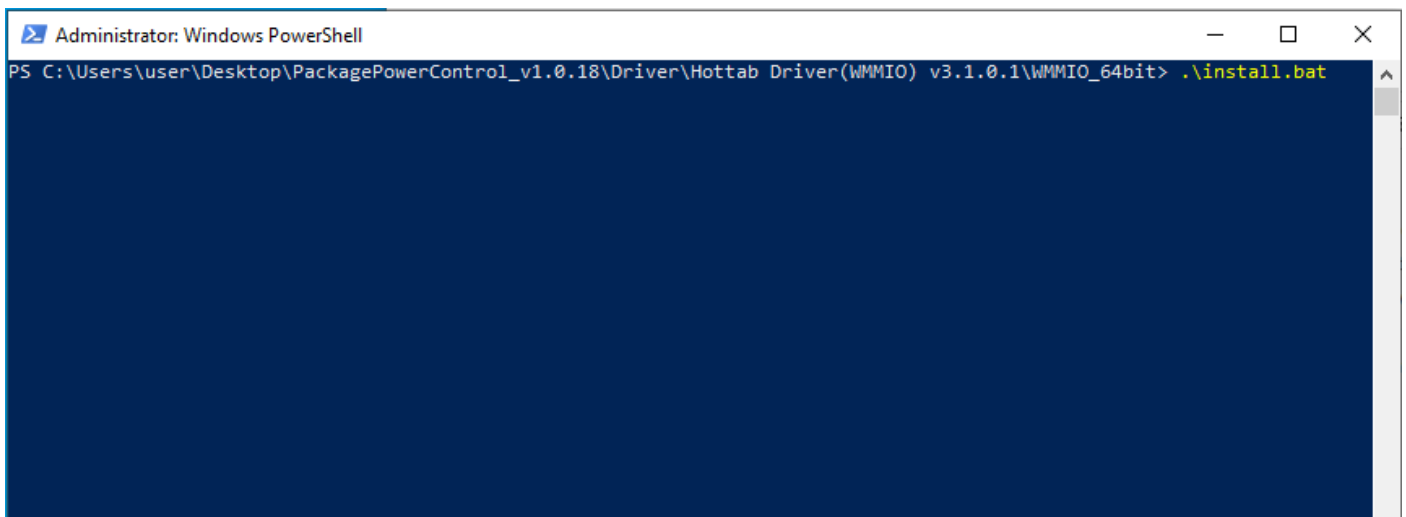 Administrator: Windows PowerShell
PS C:\Users\user\Desktop\PackagePowerControl_v1.0.18\Driver\Hottab Driver(WMMIO) v3.1.0.1\WMMIO_64bit> .\install.bat